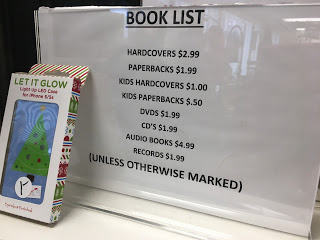 BOOK LIST
HARDCOVERS $2.99
PAPERBACKS $1.99
KIDS HARDCOVERS $1.00
KIDS PAPERBACKS $.50
DVDS $1.99
CD'S $1.99
AUDIO BOOKS $4.99
RECORDS $1.99
(UNLESS OTHERWISE MARKED)
LET IT GLOW
Light Up LED Case
for iPhone 5/5s